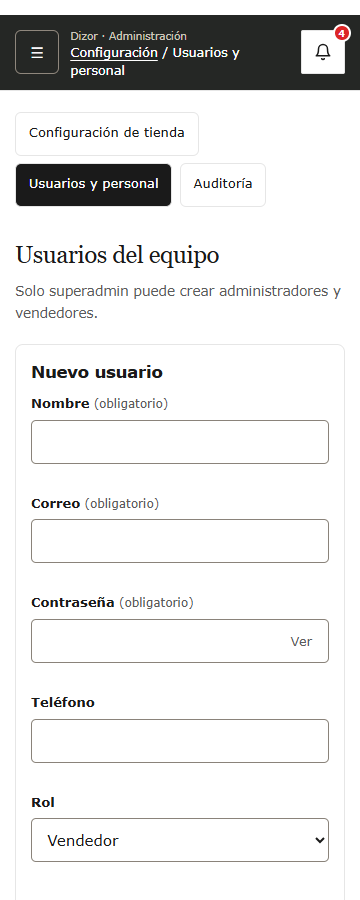 Dizor · Administración
Configuración / Usuarios y
personal
4
Configuración de tienda
Usuarios y personal
Auditoría
Usuarios del equipo
Solo superadmin puede crear administradores y
vendedores.
Nuevo usuario
Nombre (obligatorio)
Correo (obligatorio)
Contraseña (obligatorio)
Ver
Teléfono
Rol
Vendedor